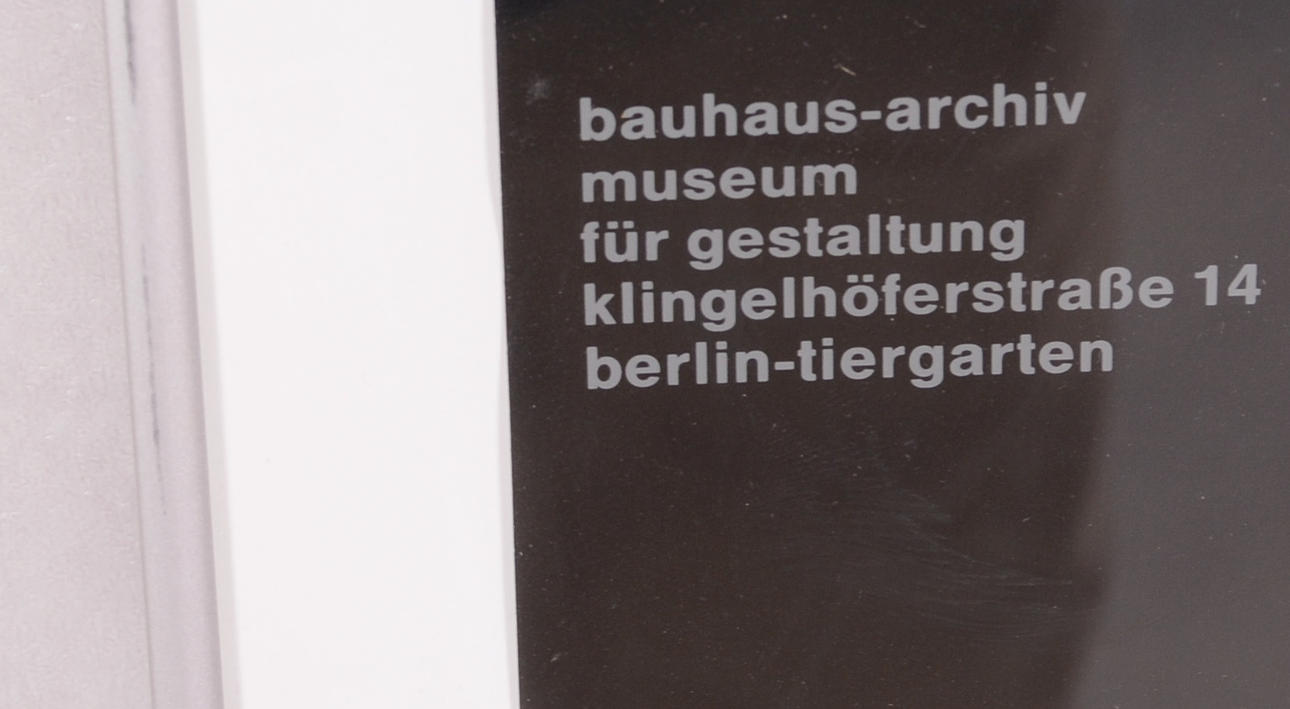 bauhaus-archiv
museum
für gestaltung
klingelhöferstraße 14
berlin-tiergarten